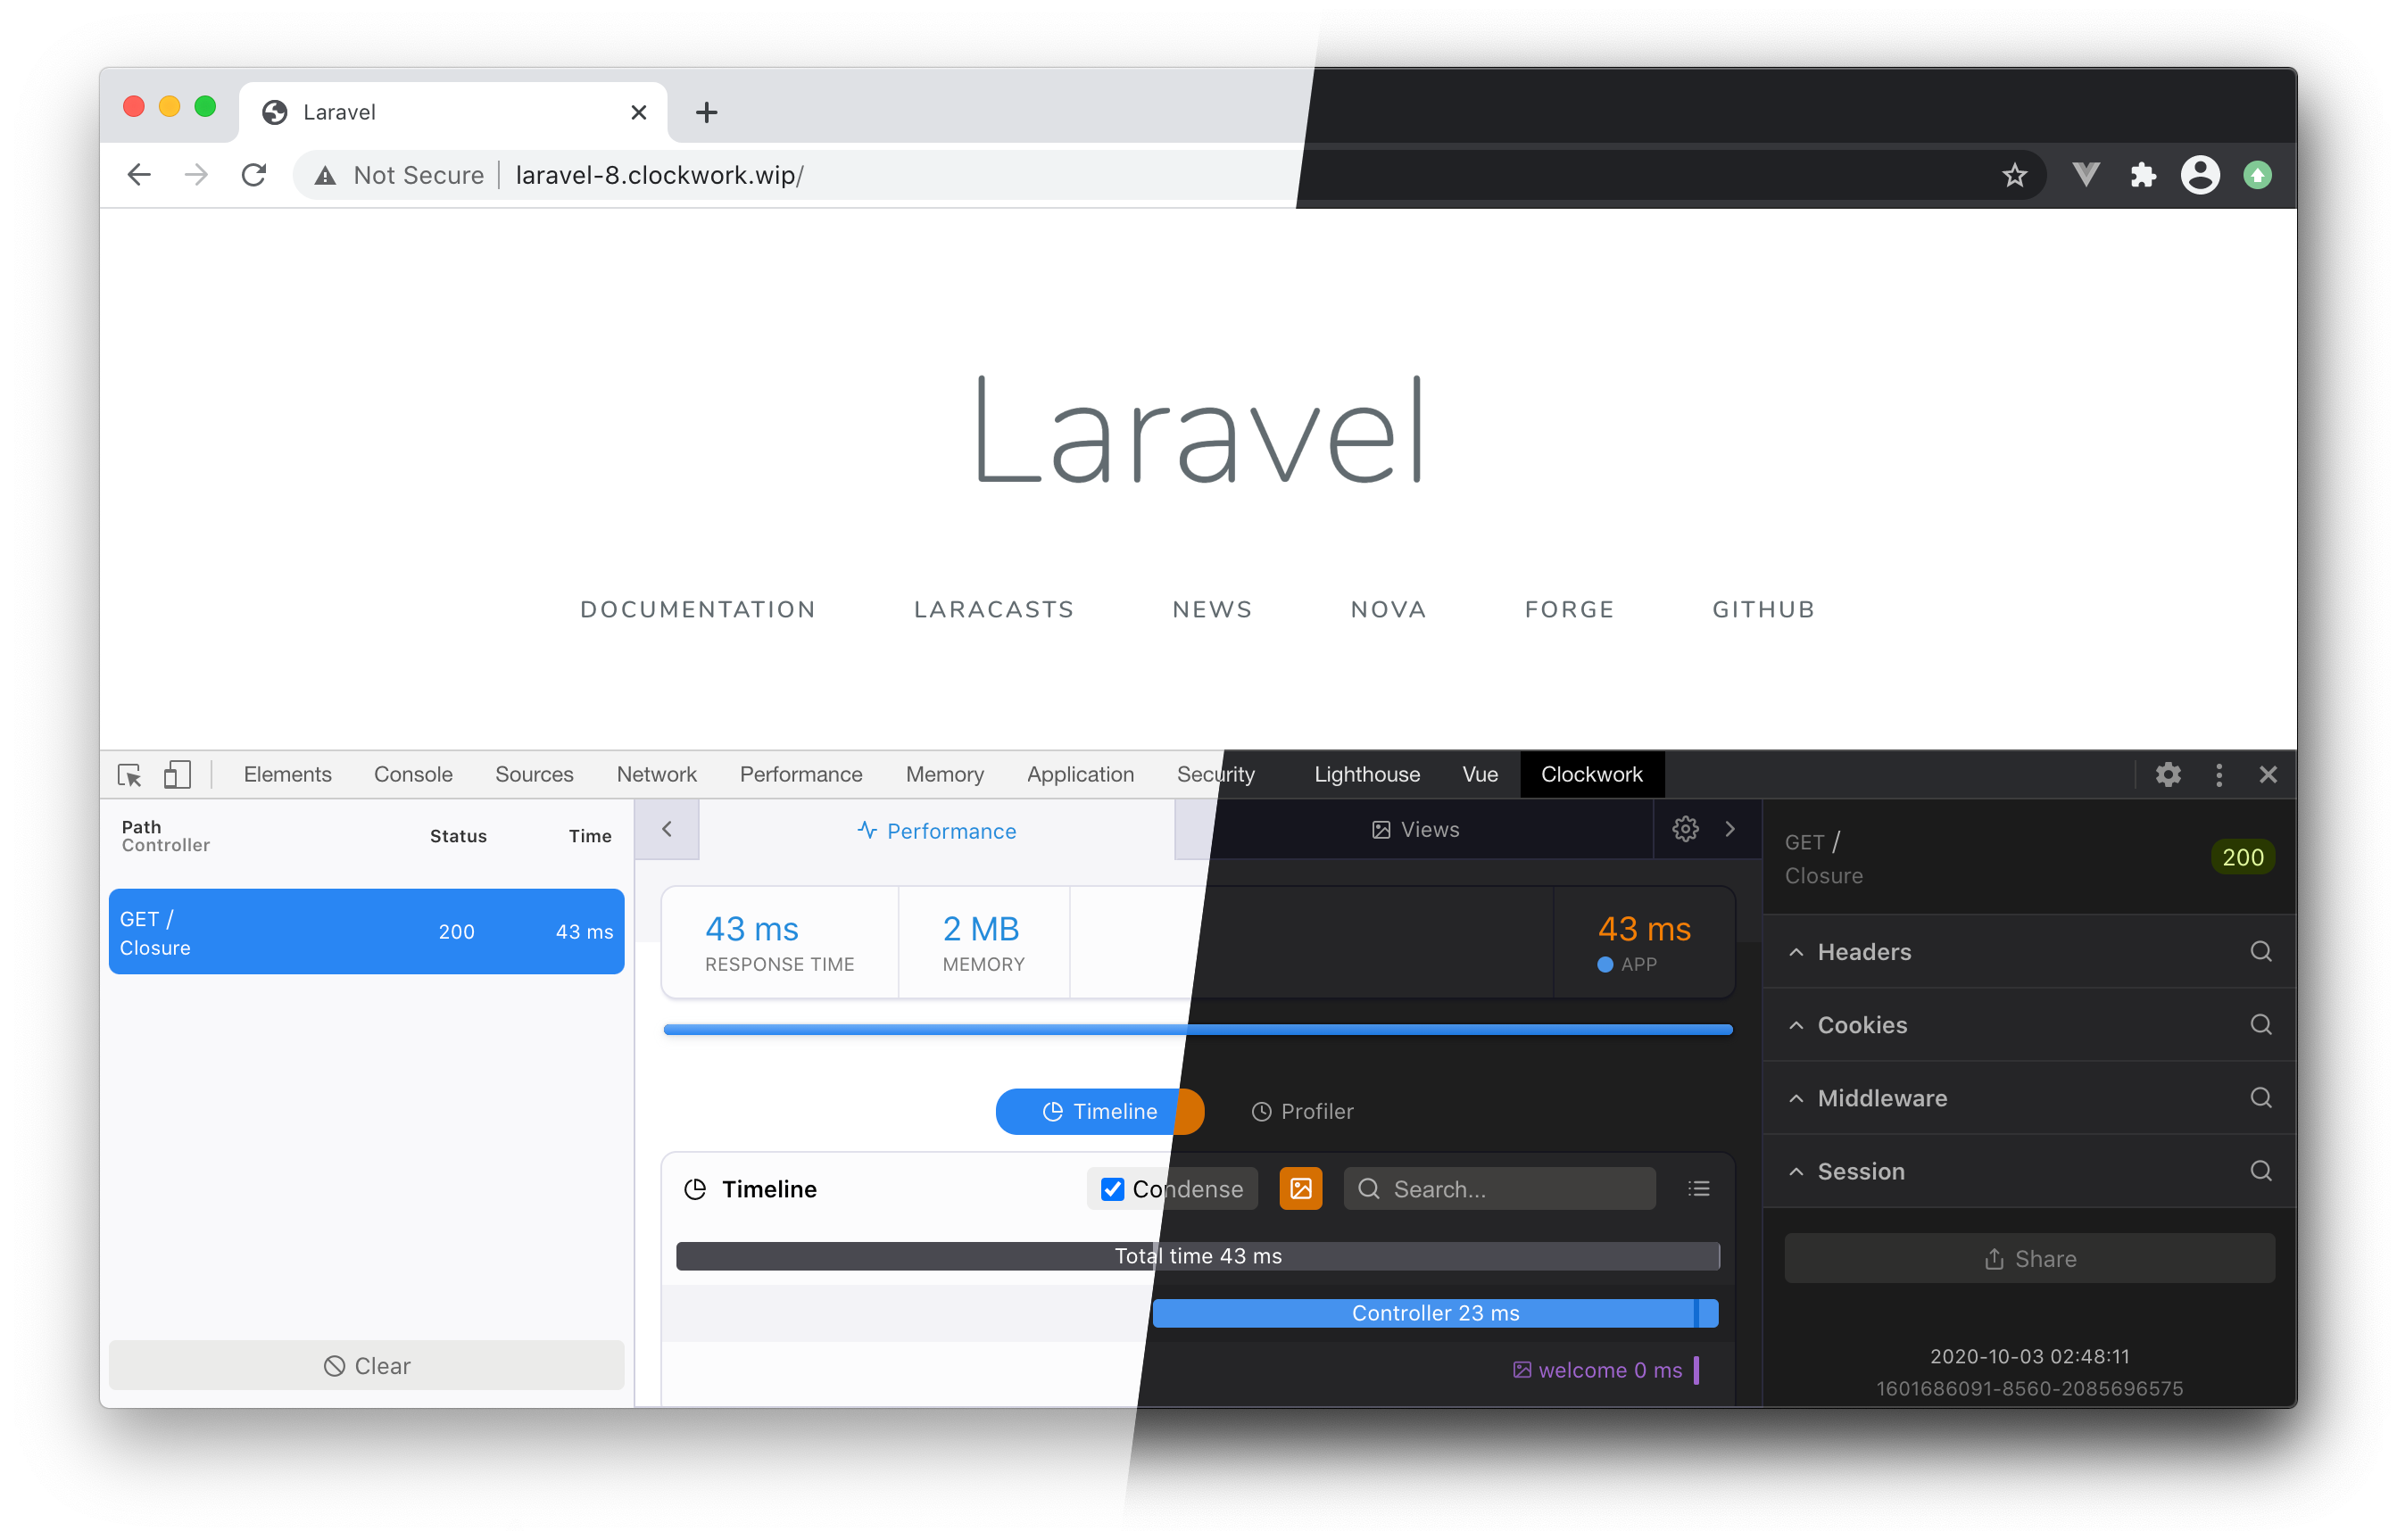 Laravel
Not Secure
laravel-8.clockwork.wip/
Laravel
DOCUMENTATION LARACASTS NEWS NOVA FORGE GITHUB
Elements Console Sources Network Performance Memory Application Security Lighthouse Vue Clockwork
Path
Controller
Status Time
GET /
Closure
200 43 ms
Clear
Performance Views
43 ms
RESPONSE TIME
2 MB
MEMORY
43 ms
APP
Timeline Profiler
Timeline Condense Search...
Total time 43 ms
Controller 23 ms
welcome 0 ms
GET /
Closure
200
Headers
Cookies
Middleware
Session
Share
2020-10-03 02:48:11
1601686091-8560-2085696575